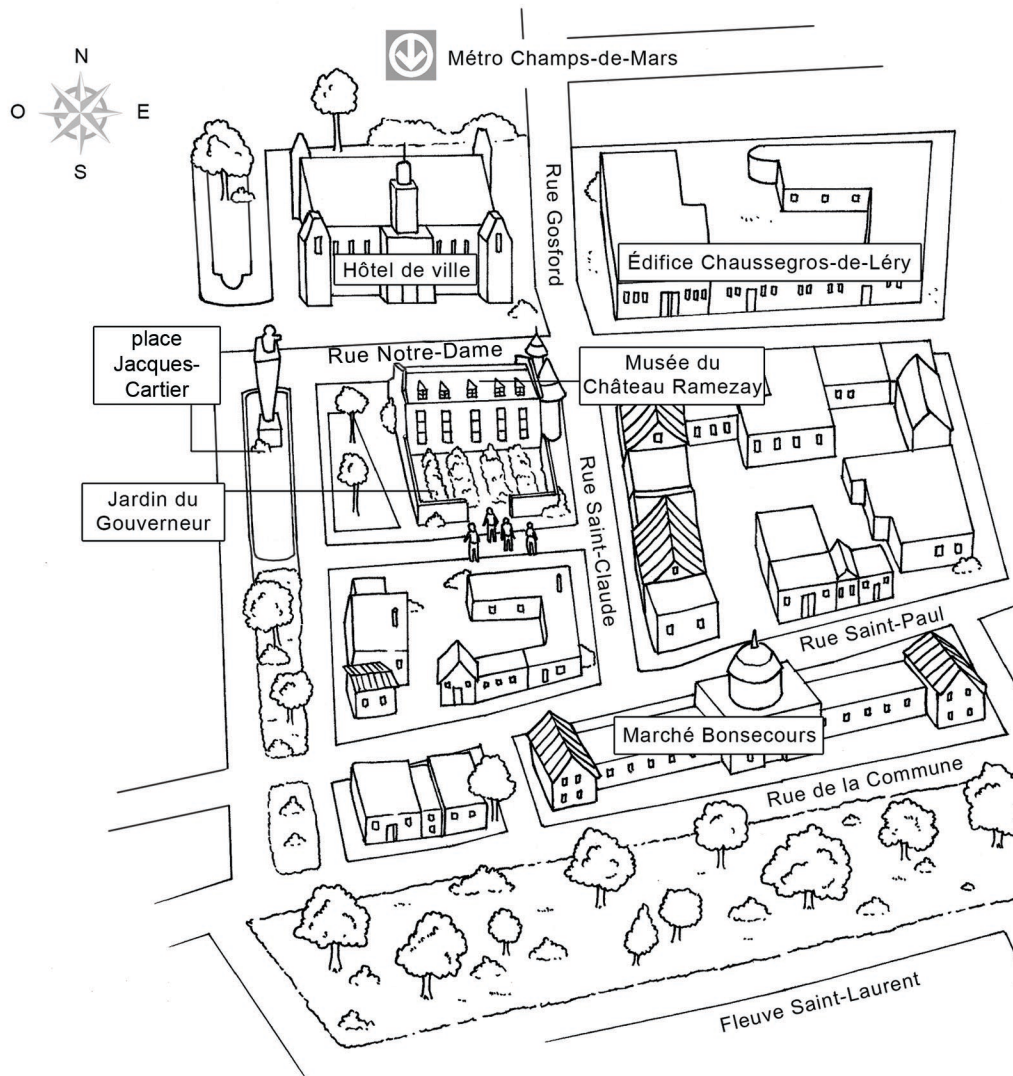 Métro Champs-de-Mars
N
O
E
S
Rue Gosford
Hôtel de ville
Édifice Chaussegros-de-Léry
place
Jacques-
Cartier
Rue Notre-Dame
Musée du
Château Ramezay
Jardin du
Gouverneur
Rue Saint-Claude
Rue Saint-Paul
Marché Bonsecours
Rue de la Commune
Fleuve Saint-Laurent